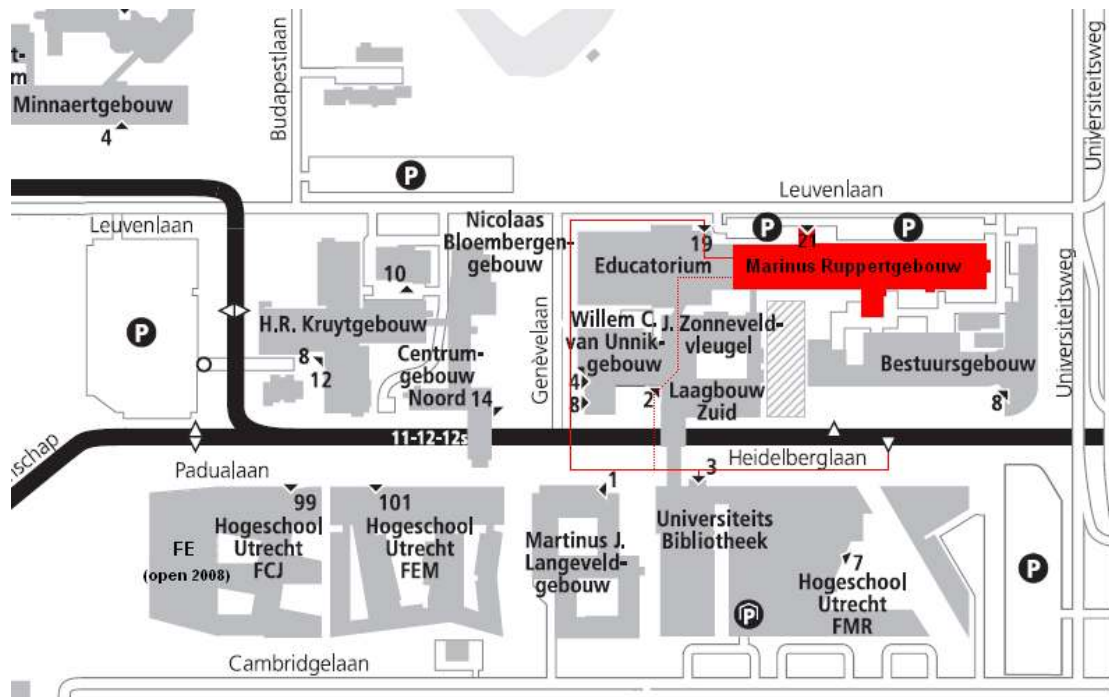 t-
m
Minnaertgebouw
4
Budapestlaan
Universiteitsweg
P
Leuvenlaan
Leuvenlaan
Nicolaas
Bloembergen-
gebouw
19
P
21
P
Educatorium
Marinus Ruppertgebouw
10
P
H.R. Kruytgebouw
Willem C.
van Unnik-
gebouw
J. Zonneveld-
vleugel
Genèvelaan
Universiteitsweg
8
12
Centrum-
gebouw
Noord 14
4
8
2
Laagbouw
Zuid
Bestuursgebouw
8
11-12-12s
nschap
Padualaan
Heidelberglaan
3
99
101
1
Hogeschool
Utrecht
FCJ
Hogeschool
Utrecht
FEM
FE
(open 2008)
Martinus J.
Langeveld-
gebouw
Universiteits
Bibliotheek
7
Hogeschool
Utrecht
FMR
P
P
Cambridgelaan